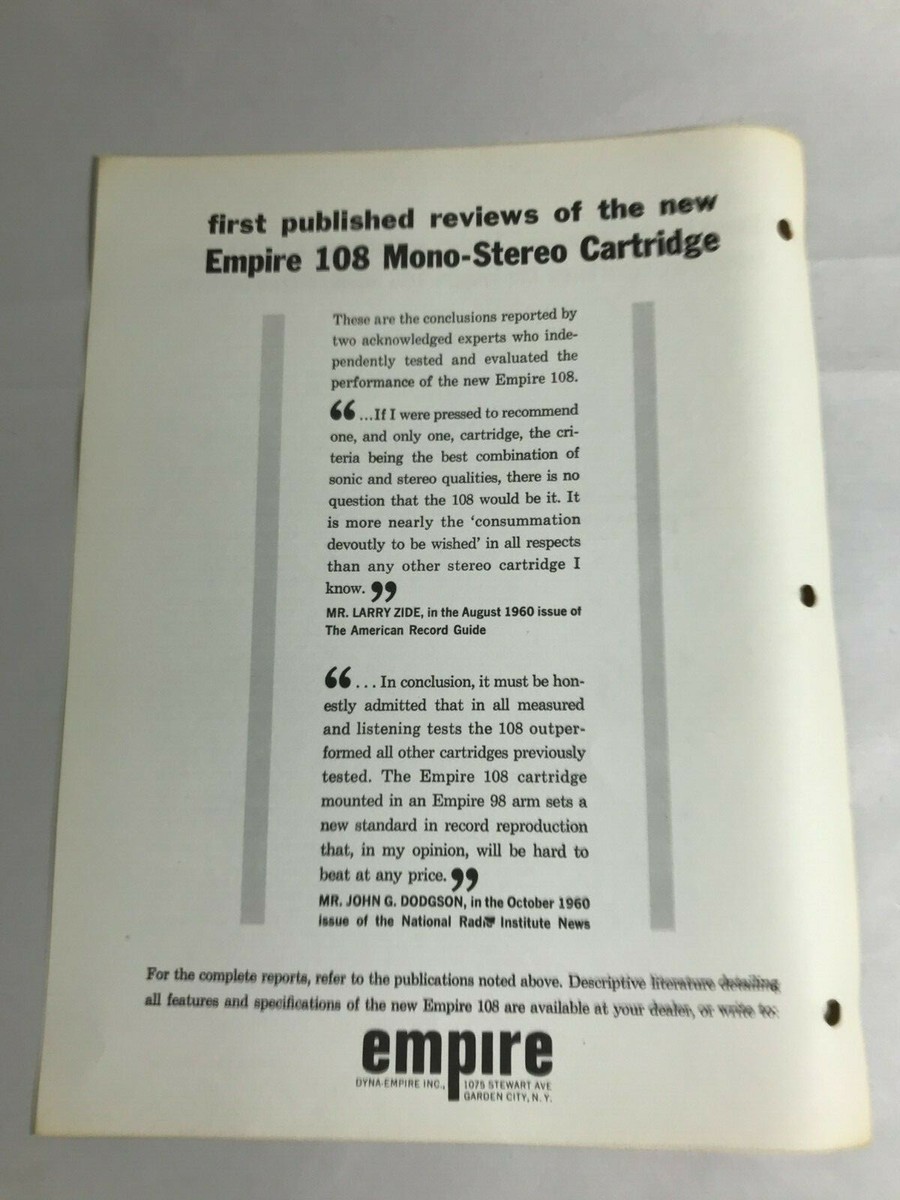 first published reviews of the new
Empire 108 Mono-Stereo Cartridge
These are the conclusions reported by
two acknowledged experts who inde-
pendently tested and evaluated the
performance of the new Empire 108.
“...If I were pressed to recommend
one, and only one, cartridge, the cri-
teria being the best combination of
sonic and stereo qualities, there is no
question that the 108 would be it. It
is more nearly the ‘consummation
devoutly to be wished’ in all respects
than any other stereo cartridge I
know.”
MR. LARRY ZIDE, in the August 1960 issue of
The American Record Guide
“... In conclusion, it must be hon-
estly admitted that in all measured
and listening tests the 108 outper-
formed all other cartridges previously
tested. The Empire 108 cartridge
mounted in an Empire 98 arm sets a
new standard in record reproduction
that, in my opinion, will be hard to
beat at any price.”
MR. JOHN G. DODGSON, in the October 1960
issue of the National Radio Institute News
For the complete reports, refer to the publications noted above. Descriptive literature detailing
all features and specifications of the new Empire 108 are available at your dealer, or write to:
empire
DYNA-EMPIRE INC., 1075 STEWART AVE
GARDEN CITY, N.Y.